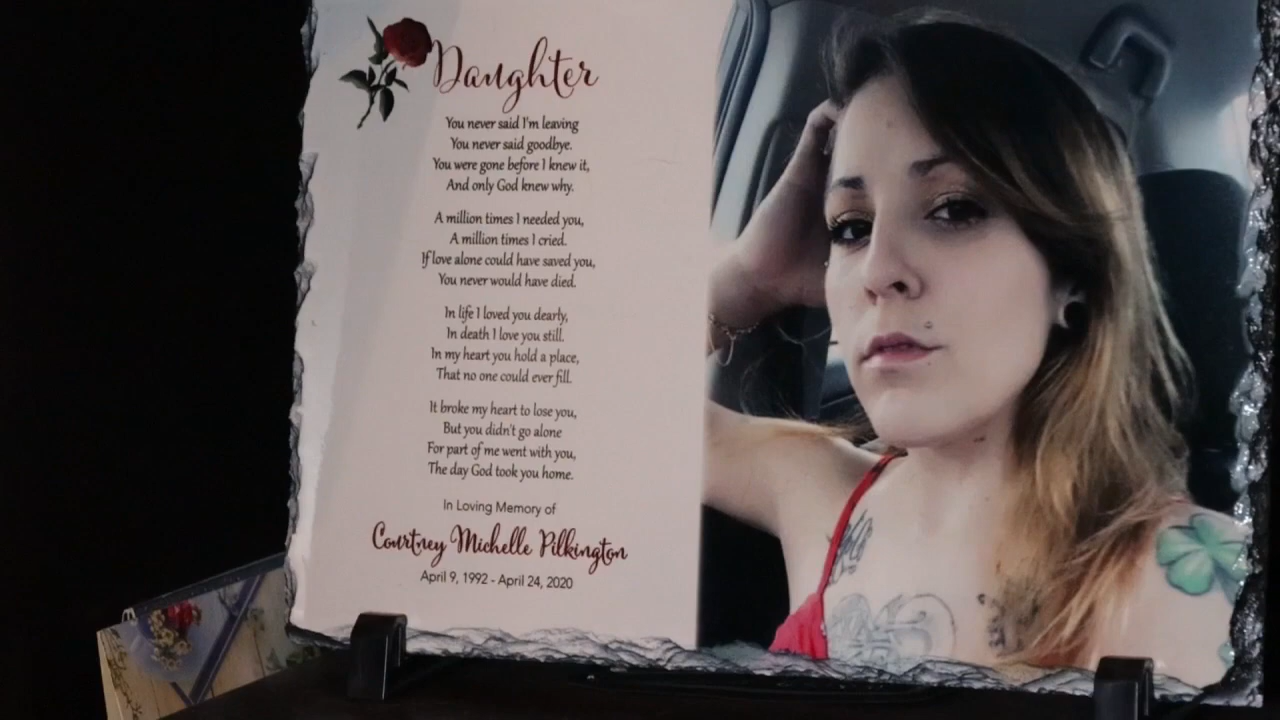 Daughter
You never said I'm leaving
You never said goodbye.
You were gone before I knew it,
And only God knew why.
A million times I needed you,
A million times I cried.
If love alone could have saved you,
You never would have died.
In life I loved you dearly,
In death I love you still.
In my heart you hold a place,
That no one could ever fill.
It broke my heart to lose you,
But you didn't go alone
For part of me went with you,
The day God took you home.
In Loving Memory of
Courtney Michelle Pilkington
April 9, 1992 - April 24, 2020